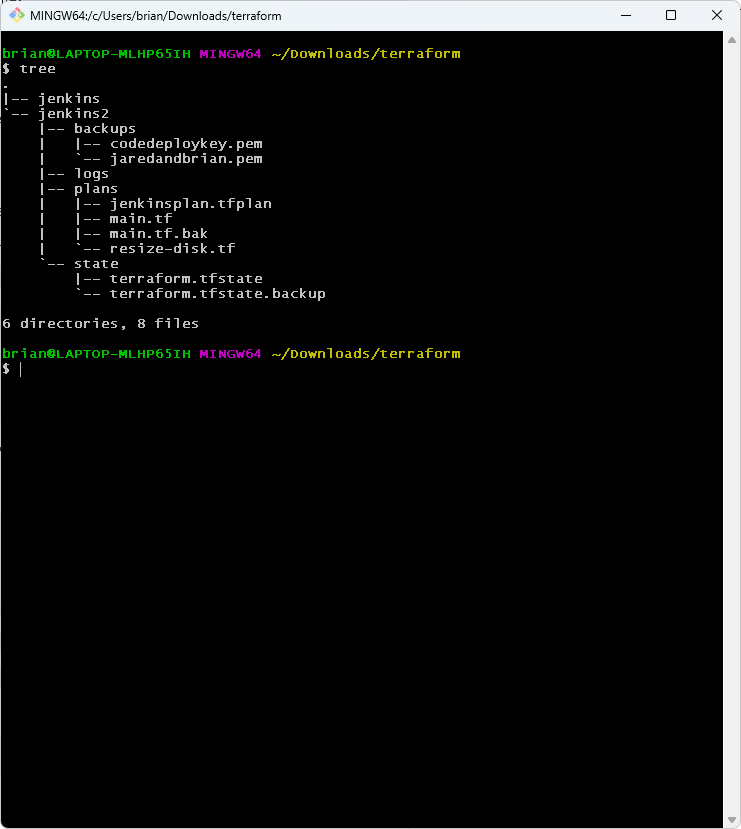 MINGW64:/c/Users/brian/Downloads/terraform
brian@LAPTOP-MLHP65IH MINGW64 ~/Downloads/terraform
$ tree
.
|-- jenkins
`-- jenkins2
    |-- backups
    |   |-- codedeploykey.pem
    |   `-- jaredandbrian.pem
    |-- logs
    |-- plans
    |   |-- jenkinsplan.tfplan
    |   |-- main.tf
    |   |-- main.tf.bak
    |   `-- resize-disk.tf
    `-- state
        |-- terraform.tfstate
        `-- terraform.tfstate.backup
6 directories, 8 files
brian@LAPTOP-MLHP65IH MINGW64 ~/Downloads/terraform
$